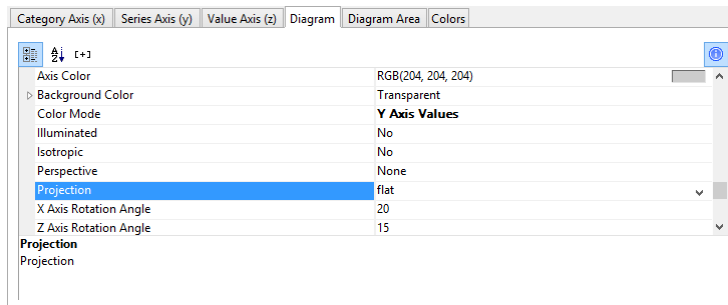 Category Axis (x) Series Axis (y) Value Axis (z) Diagram Diagram Area Colors
A Z [+]
Axis Color RGB(204, 204, 204)
Background Color Transparent
Color Mode Y Axis Values
Illuminated No
Isotropic No
Perspective None
Projection flat
X Axis Rotation Angle 20
Z Axis Rotation Angle 15
Projection
Projection